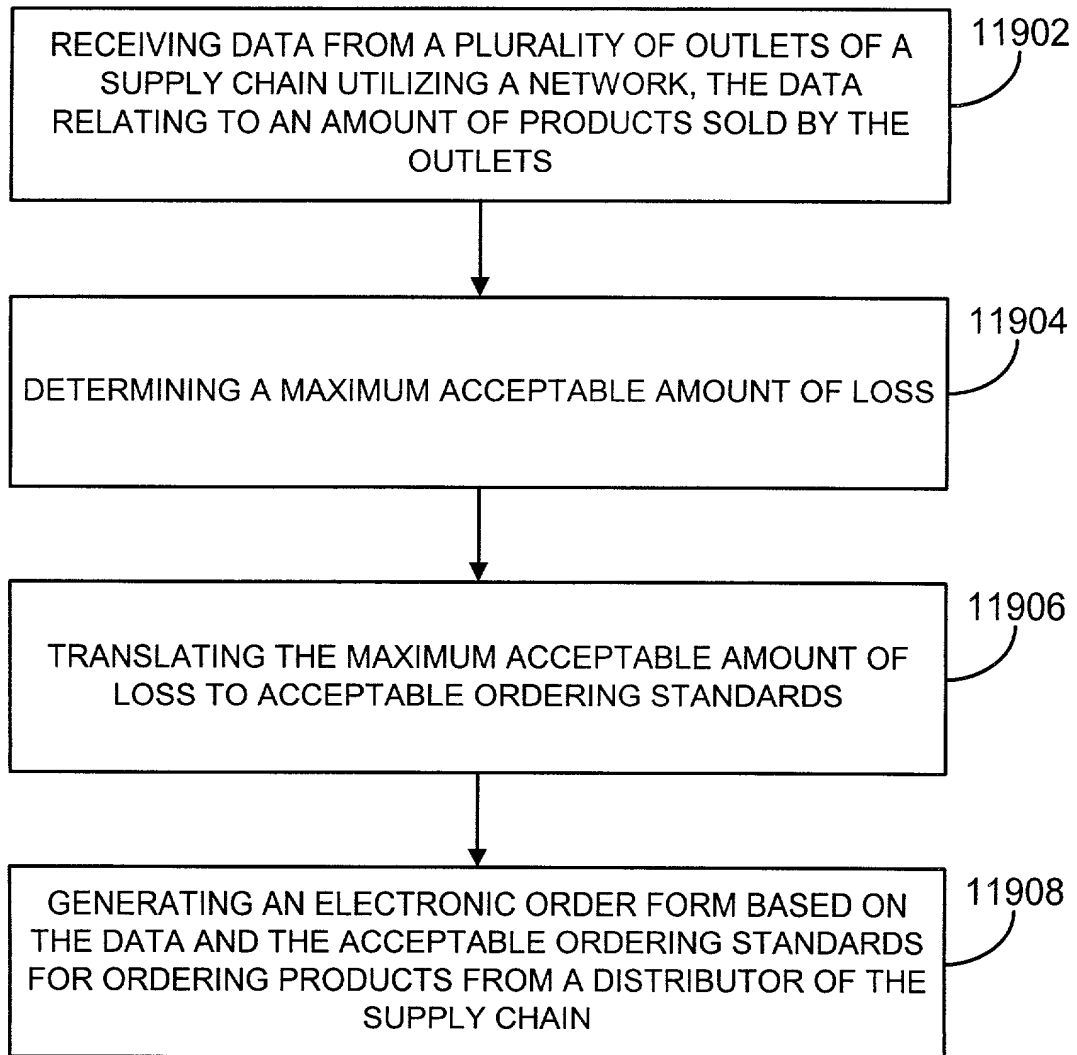 RECEIVING DATA FROM A PLURALITY OF OUTLETS OF A
SUPPLY CHAIN UTILIZING A NETWORK, THE DATA
RELATING TO AN AMOUNT OF PRODUCTS SOLD BY THE
OUTLETS
11902
DETERMINING A MAXIMUM ACCEPTABLE AMOUNT OF LOSS
11904
TRANSLATING THE MAXIMUM ACCEPTABLE AMOUNT OF
LOSS TO ACCEPTABLE ORDERING STANDARDS
11906
GENERATING AN ELECTRONIC ORDER FORM BASED ON
THE DATA AND THE ACCEPTABLE ORDERING STANDARDS
FOR ORDERING PRODUCTS FROM A DISTRIBUTOR OF THE
SUPPLY CHAIN
11908